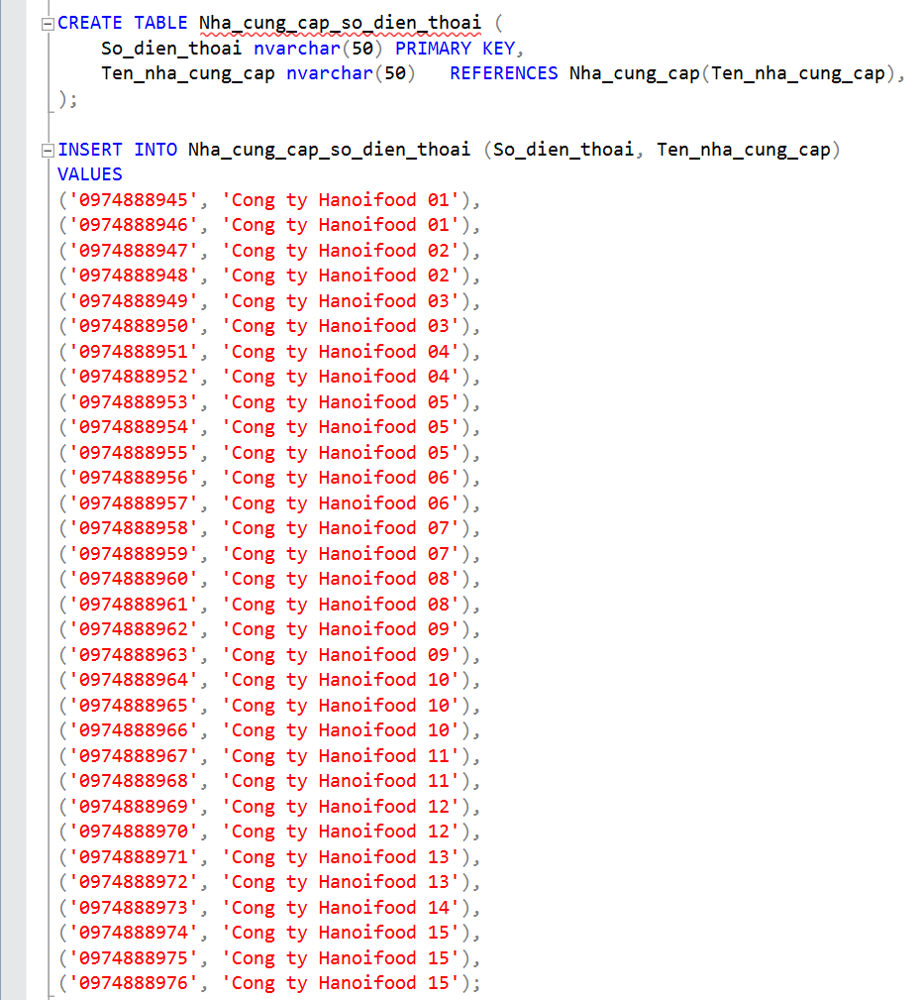 CREATE TABLE Nha_cung_cap_so_dien_thoai (
    So_dien_thoai nvarchar(50) PRIMARY KEY,
    Ten_nha_cung_cap nvarchar(50)   REFERENCES Nha_cung_cap(Ten_nha_cung_cap),
);

INSERT INTO Nha_cung_cap_so_dien_thoai (So_dien_thoai, Ten_nha_cung_cap)
VALUES
('0974888945', 'Cong ty Hanoifood 01'),
('0974888946', 'Cong ty Hanoifood 01'),
('0974888947', 'Cong ty Hanoifood 02'),
('0974888948', 'Cong ty Hanoifood 02'),
('0974888949', 'Cong ty Hanoifood 03'),
('0974888950', 'Cong ty Hanoifood 03'),
('0974888951', 'Cong ty Hanoifood 04'),
('0974888952', 'Cong ty Hanoifood 04'),
('0974888953', 'Cong ty Hanoifood 05'),
('0974888954', 'Cong ty Hanoifood 05'),
('0974888955', 'Cong ty Hanoifood 05'),
('0974888956', 'Cong ty Hanoifood 06'),
('0974888957', 'Cong ty Hanoifood 06'),
('0974888958', 'Cong ty Hanoifood 07'),
('0974888959', 'Cong ty Hanoifood 07'),
('0974888960', 'Cong ty Hanoifood 08'),
('0974888961', 'Cong ty Hanoifood 08'),
('0974888962', 'Cong ty Hanoifood 09'),
('0974888963', 'Cong ty Hanoifood 09'),
('0974888964', 'Cong ty Hanoifood 10'),
('0974888965', 'Cong ty Hanoifood 10'),
('0974888966', 'Cong ty Hanoifood 10'),
('0974888967', 'Cong ty Hanoifood 11'),
('0974888968', 'Cong ty Hanoifood 11'),
('0974888969', 'Cong ty Hanoifood 12'),
('0974888970', 'Cong ty Hanoifood 12'),
('0974888971', 'Cong ty Hanoifood 13'),
('0974888972', 'Cong ty Hanoifood 13'),
('0974888973', 'Cong ty Hanoifood 14'),
('0974888974', 'Cong ty Hanoifood 15'),
('0974888975', 'Cong ty Hanoifood 15'),
('0974888976', 'Cong ty Hanoifood 15');